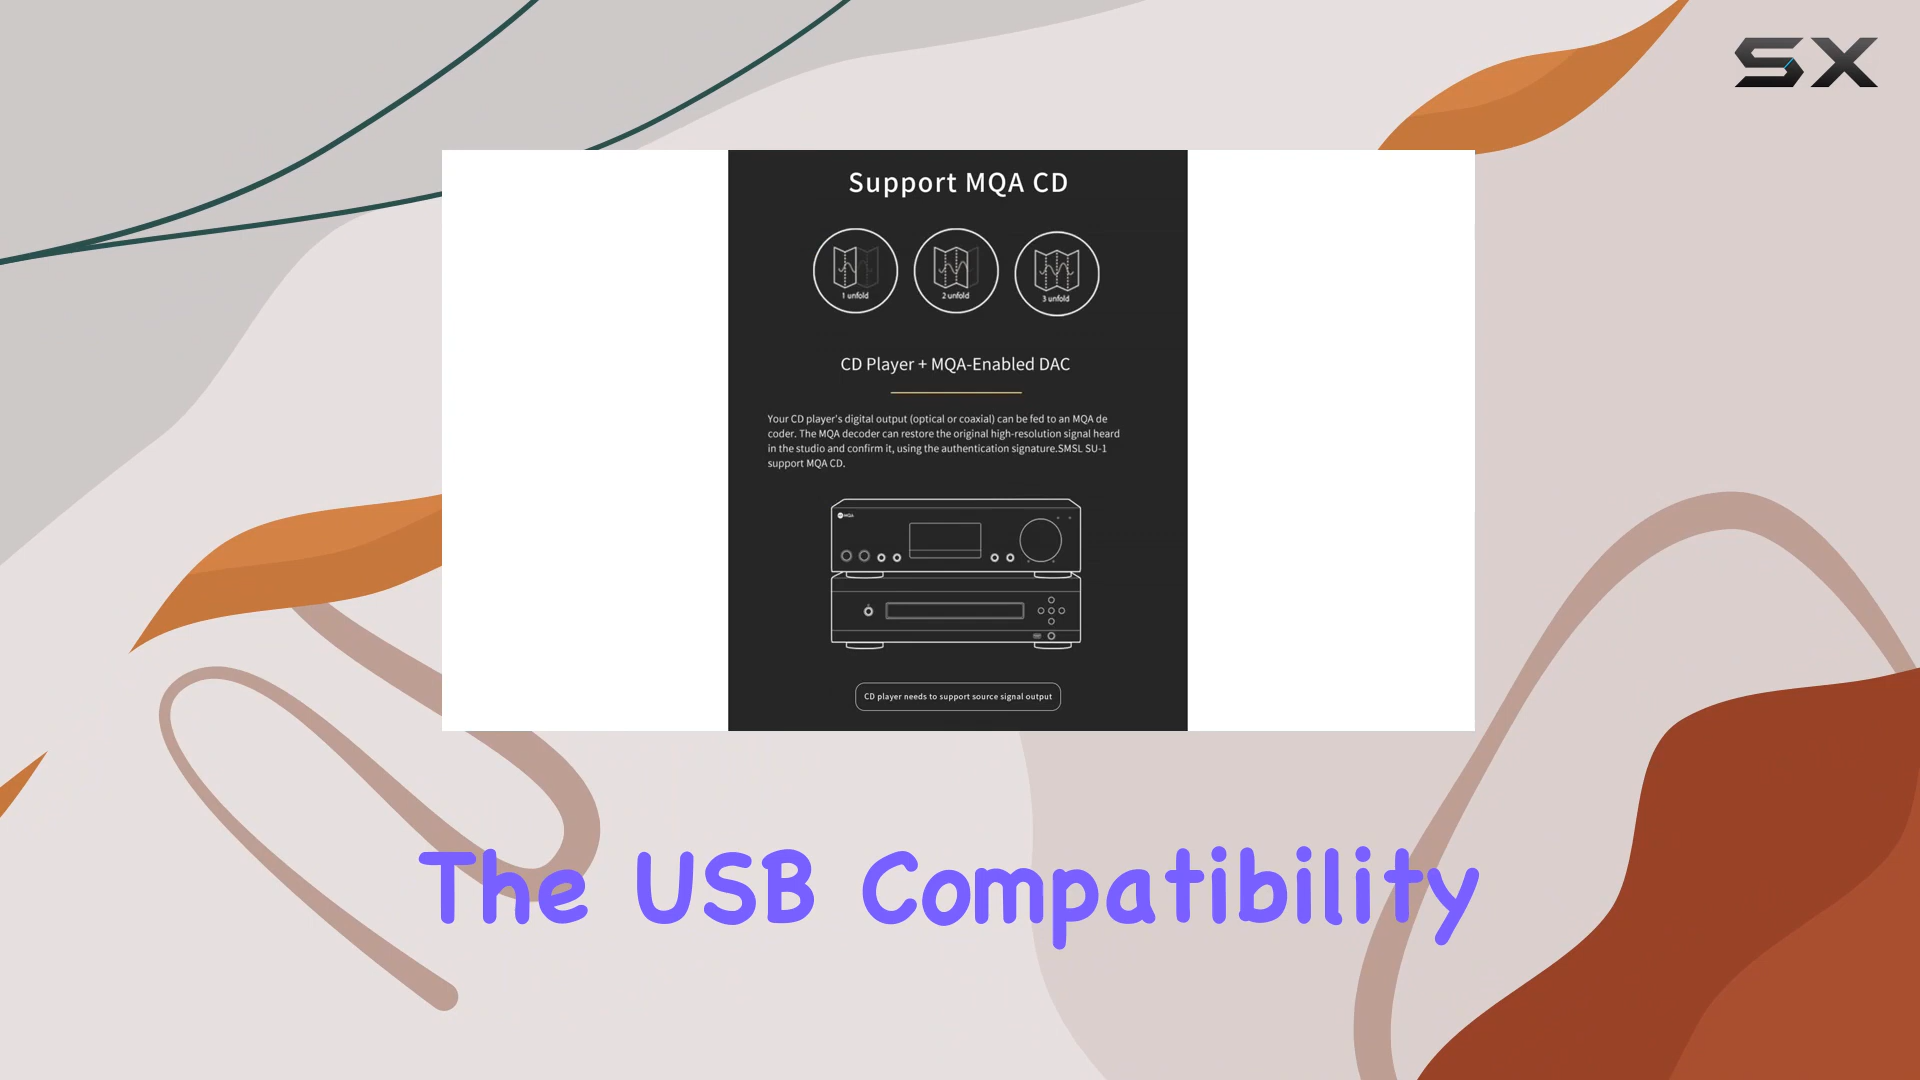 SX
Support MQA CD
1 unfold
2 unfold
3 unfold
CD Player + MQA-Enabled DAC
Your CD player's digital output (optical or coaxial) can be fed to an MQA de
coder. The MQA decoder can restore the original high-resolution signal heard
in the studio and confirm it, using the authentication signature.SMSL SU-1
support MQA CD.
MQA
CD player needs to support source signal output
The USB Compatibility